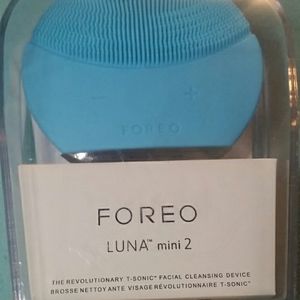 FOREO
FOREO
LUNA™ mini 2
THE REVOLUTIONARY T-SONIC™ FACIAL CLEANSING DEVICE
BROSSE NETTOYANTE VISAGE RÉVOLUTIONNAIRE T-SONIC™